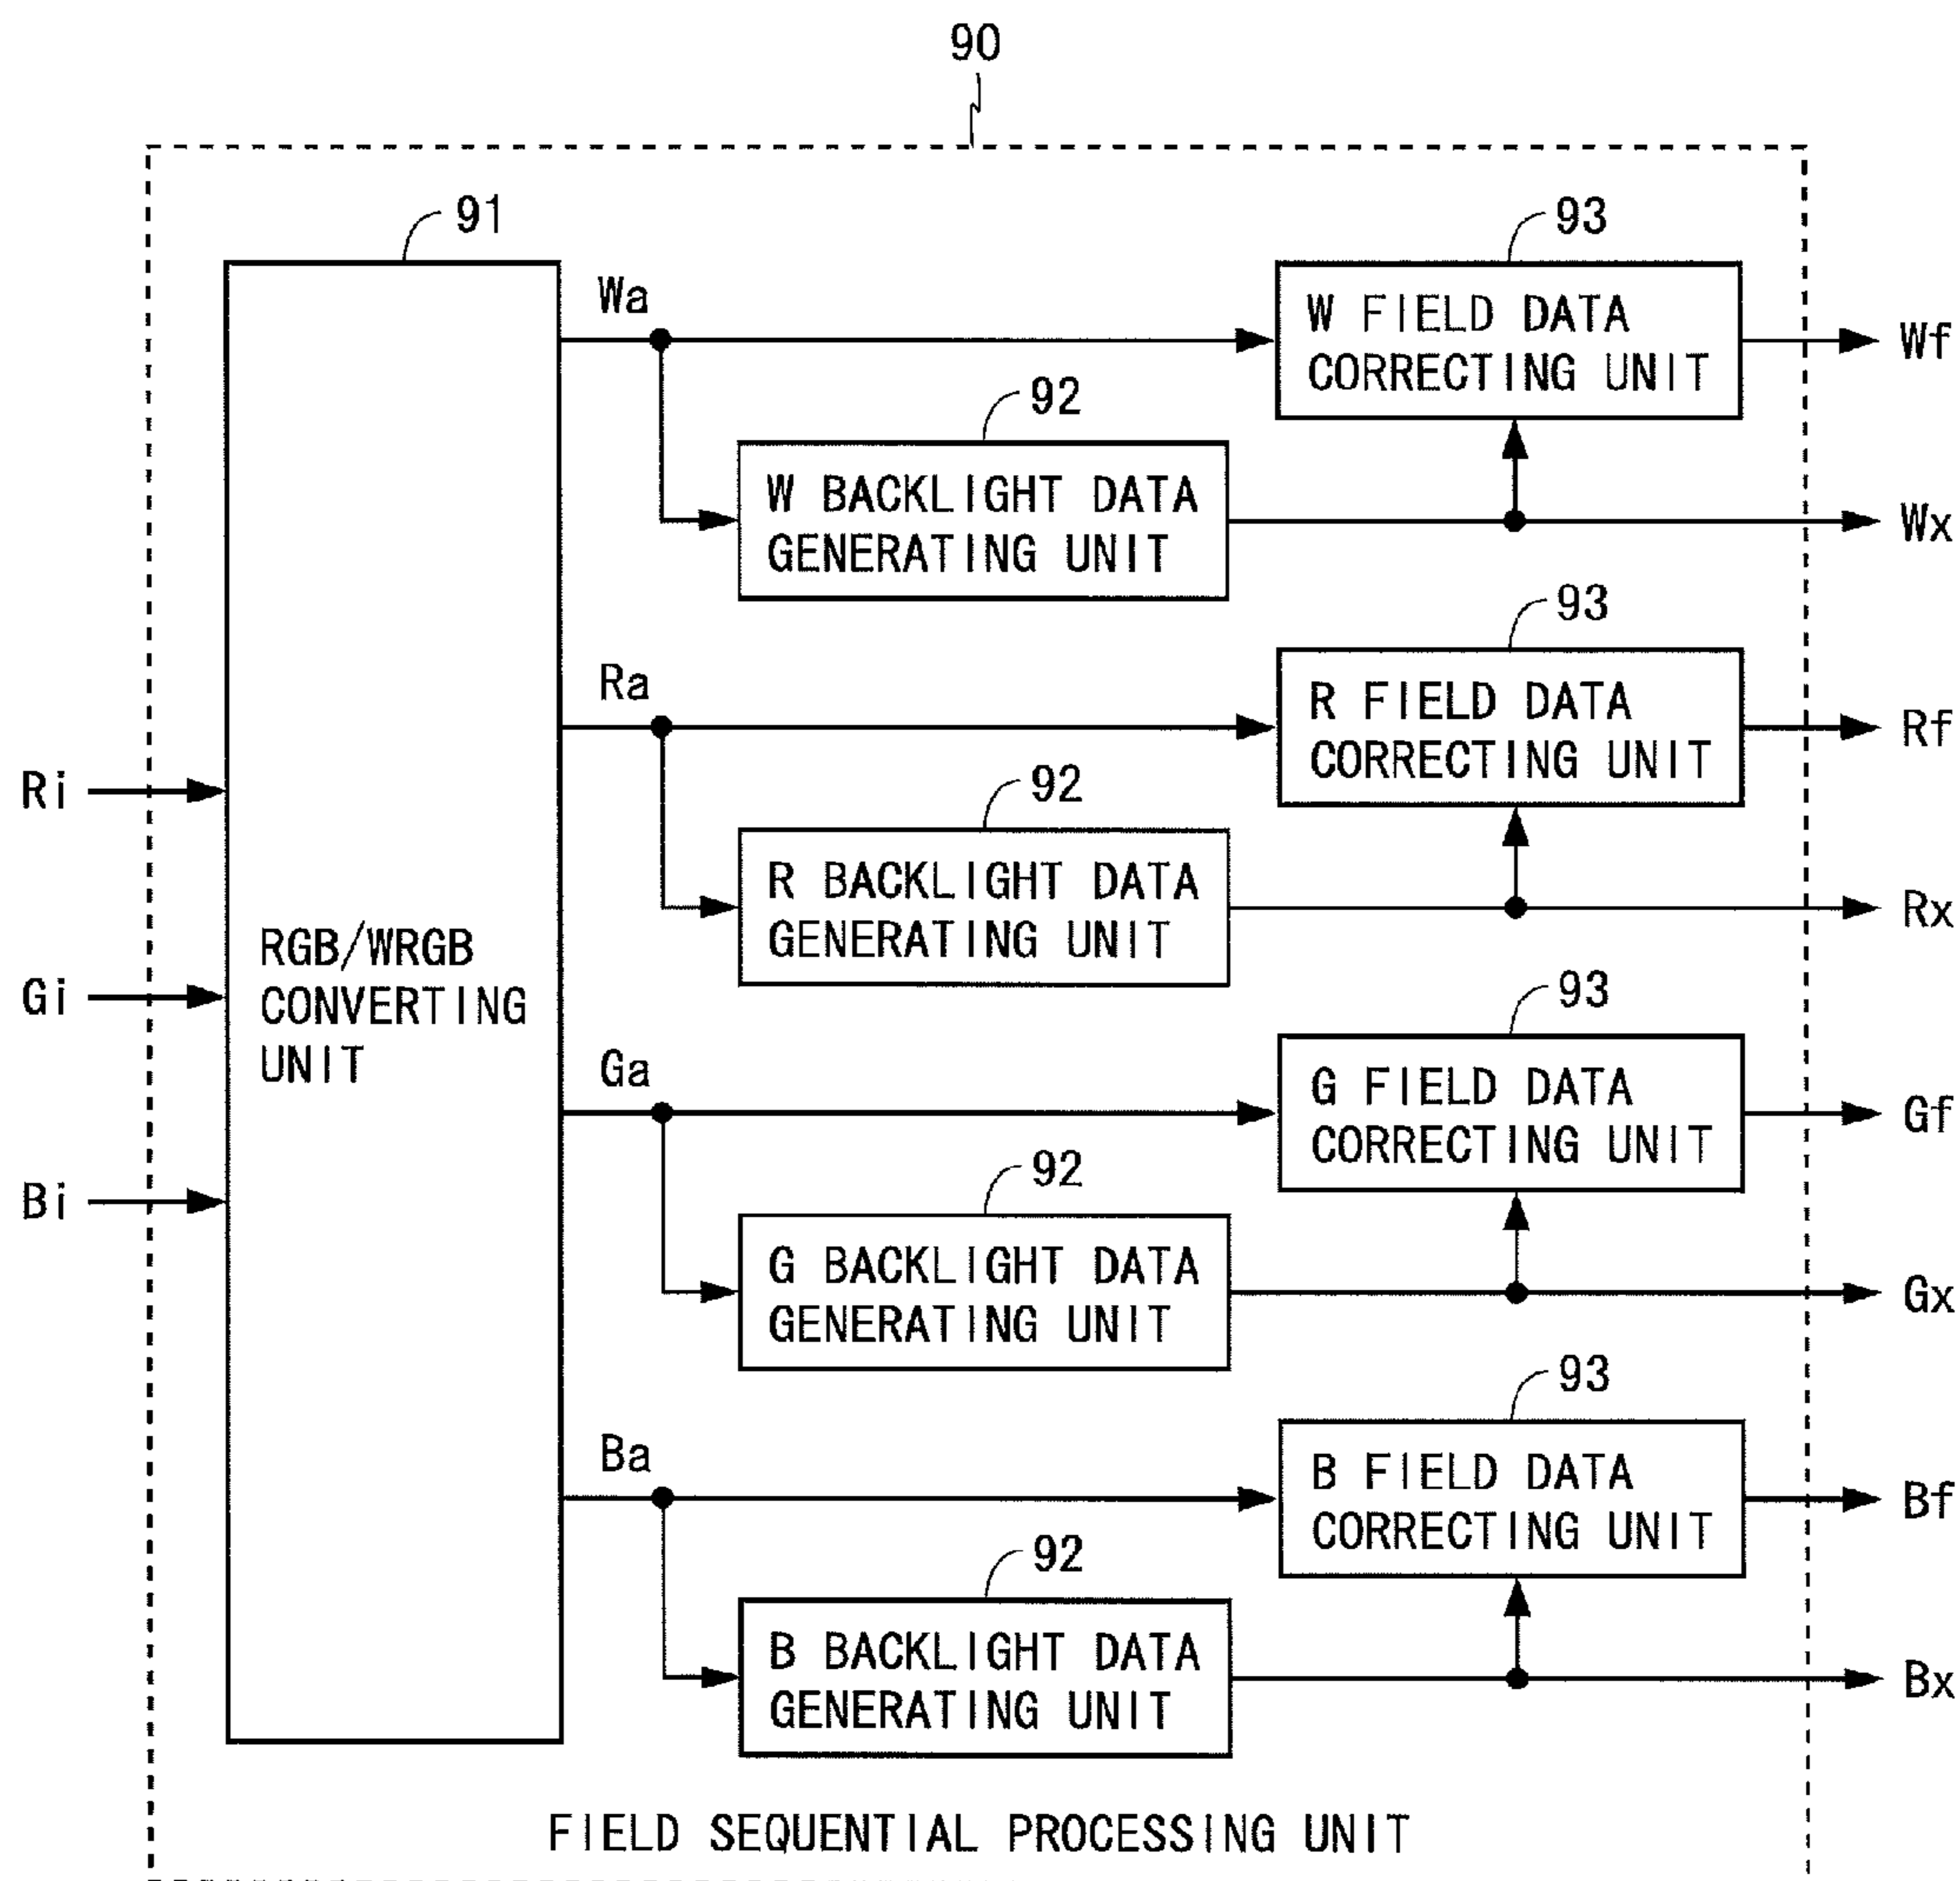 90
91
Wa
93
W FIELD DATA
CORRECTING UNIT
Wf
92
W BACKLIGHT DATA
GENERATING UNIT
Wx
Ra
93
R FIELD DATA
CORRECTING UNIT
Rf
Ri
92
R BACKLIGHT DATA
GENERATING UNIT
Rx
RGB/WRGB
CONVERTING
UNIT
Gi
Ga
93
G FIELD DATA
CORRECTING UNIT
Gf
Bi
92
G BACKLIGHT DATA
GENERATING UNIT
Gx
Ba
93
B FIELD DATA
CORRECTING UNIT
Bf
92
B BACKLIGHT DATA
GENERATING UNIT
Bx
FIELD SEQUENTIAL PROCESSING UNIT